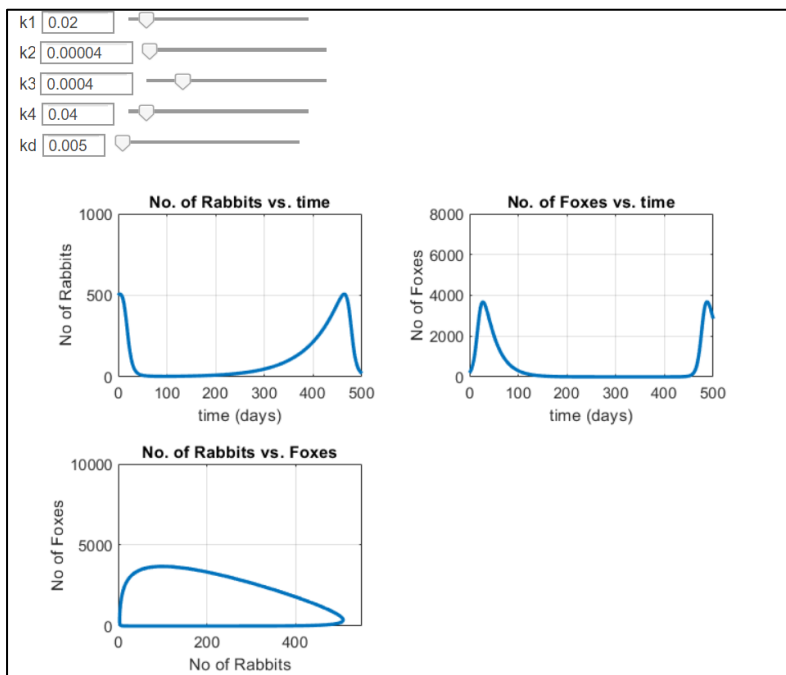 k1 0.02
k2 0.00004
k3 0.0004
k4 0.04
kd 0.005
No. of Rabbits vs. time
1000
500
0
No of Rabbits
0 100 200 300 400 500
time (days)
No. of Foxes vs. time
8000
6000
4000
2000
0
No of Foxes
0 100 200 300 400 500
time (days)
No. of Rabbits vs. Foxes
10000
5000
0
No of Foxes
0 200 400
No of Rabbits